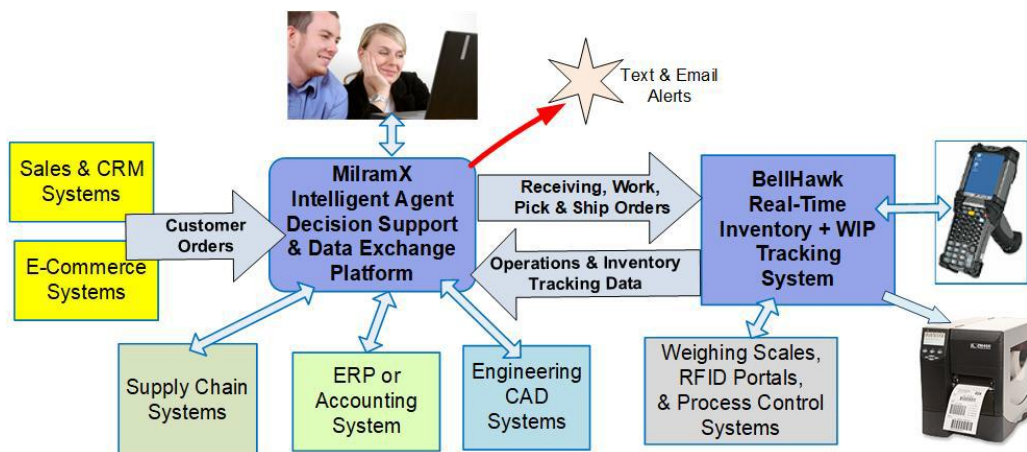 Text & Email
Alerts
Sales & CRM
Systems
E-Commerce
Systems
Customer
Orders
MilramX
Intelligent Agent
Decision Support
& Data Exchange
Platform
Receiving, Work,
Pick & Ship Orders
Operations & Inventory
Tracking Data
BellHawk
Real-Time
Inventory + WIP
Tracking
System
Supply Chain
Systems
ERP or
Accounting
System
Engineering
CAD
Systems
Weighing Scales,
RFID Portals,
& Process Control
Systems